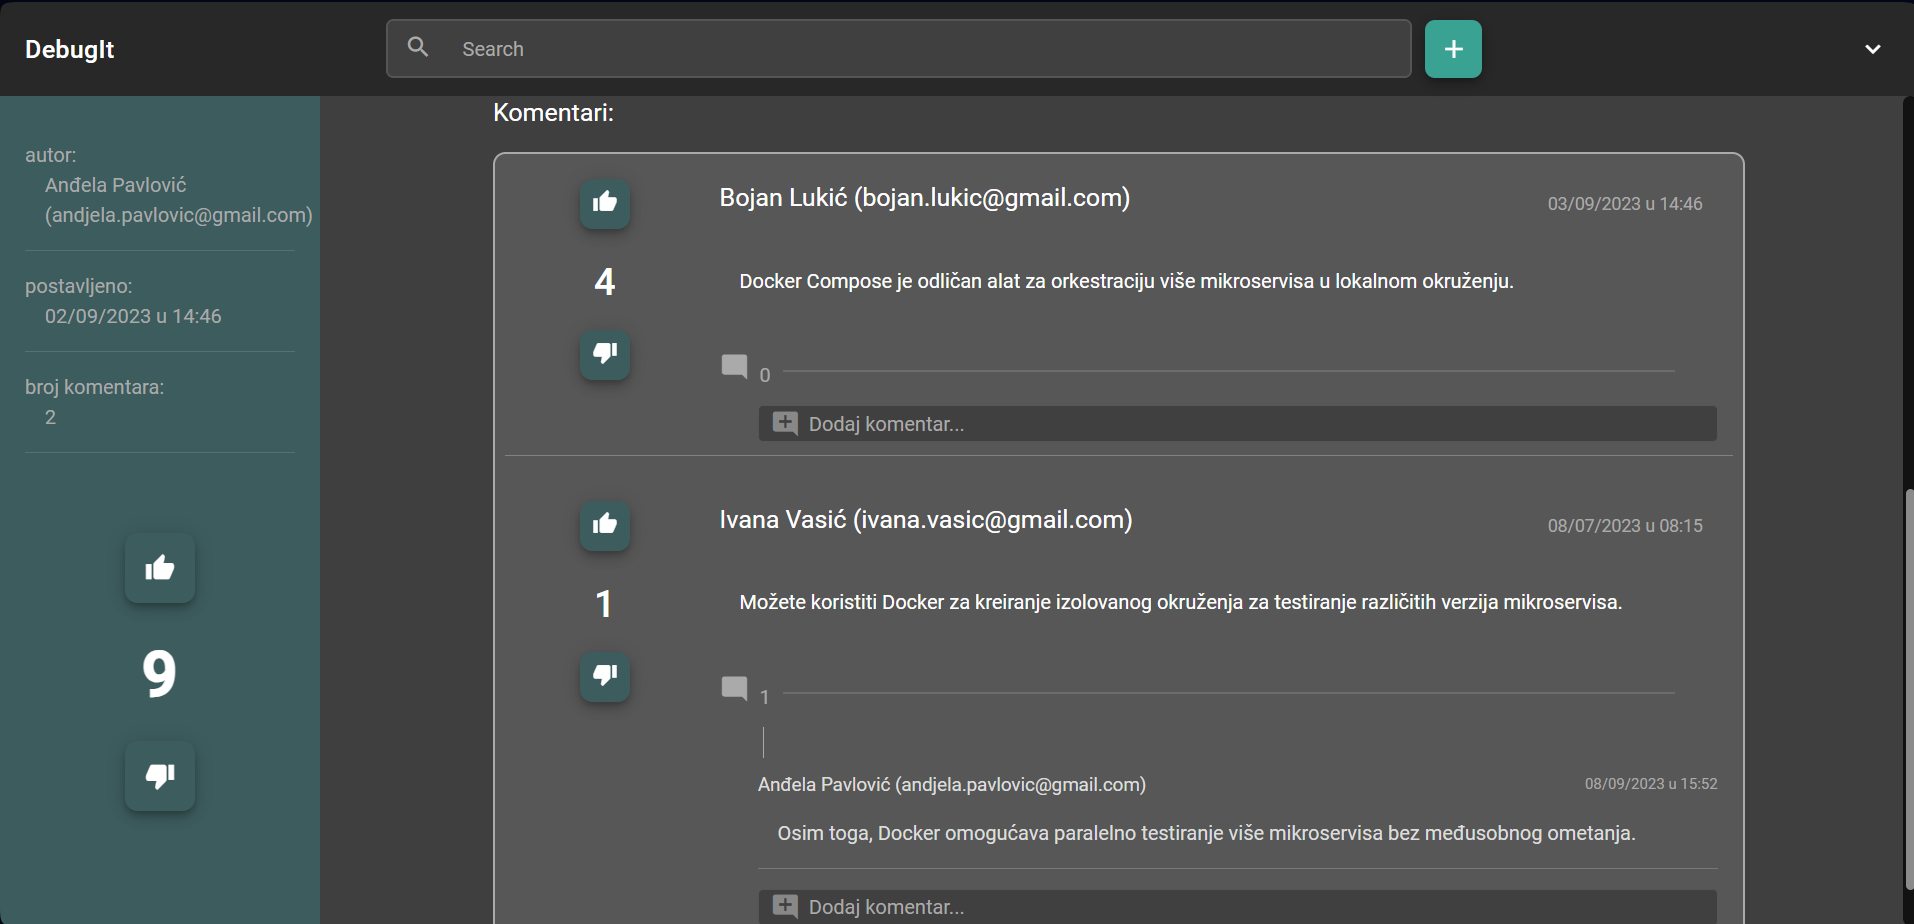 DebugIt
Search
autor:
Anđela Pavlović
(andjela.pavlovic@gmail.com)
postavljeno:
02/09/2023 u 14:46
broj komentara:
2
9
Komentari:
Bojan Lukić (bojan.lukic@gmail.com)
03/09/2023 u 14:46
4
Docker Compose je odličan alat za orkestraciju više mikroservisa u lokalnom okruženju.
0
Dodaj komentar...
Ivana Vasić (ivana.vasic@gmail.com)
08/07/2023 u 08:15
1
Možete koristiti Docker za kreiranje izolovanog okruženja za testiranje različitih verzija mikroservisa.
1
Anđela Pavlović (andjela.pavlovic@gmail.com)
08/09/2023 u 15:52
Osim toga, Docker omogućava paralelno testiranje više mikroservisa bez međusobnog ometanja.
Dodaj komentar...